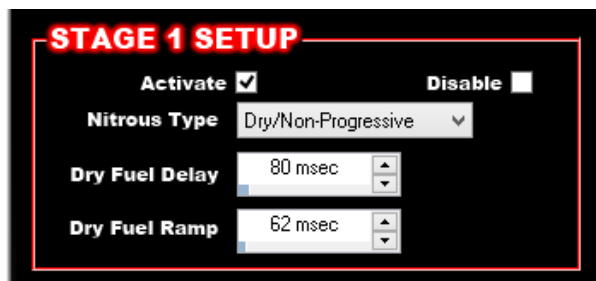 STAGE 1 SETUP
Activate Disable
Nitrous Type Dry/Non-Progressive
Dry Fuel Delay 80 msec
Dry Fuel Ramp 62 msec